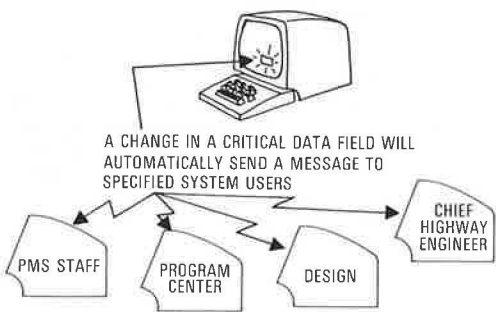 A CHANGE IN A CRITICAL DATA FIELD WILL
AUTOMATICALLY SEND A MESSAGE TO
SPECIFIED SYSTEM USERS
PMS STAFF
PROGRAM
CENTER
DESIGN
CHIEF
HIGHWAY
ENGINEER